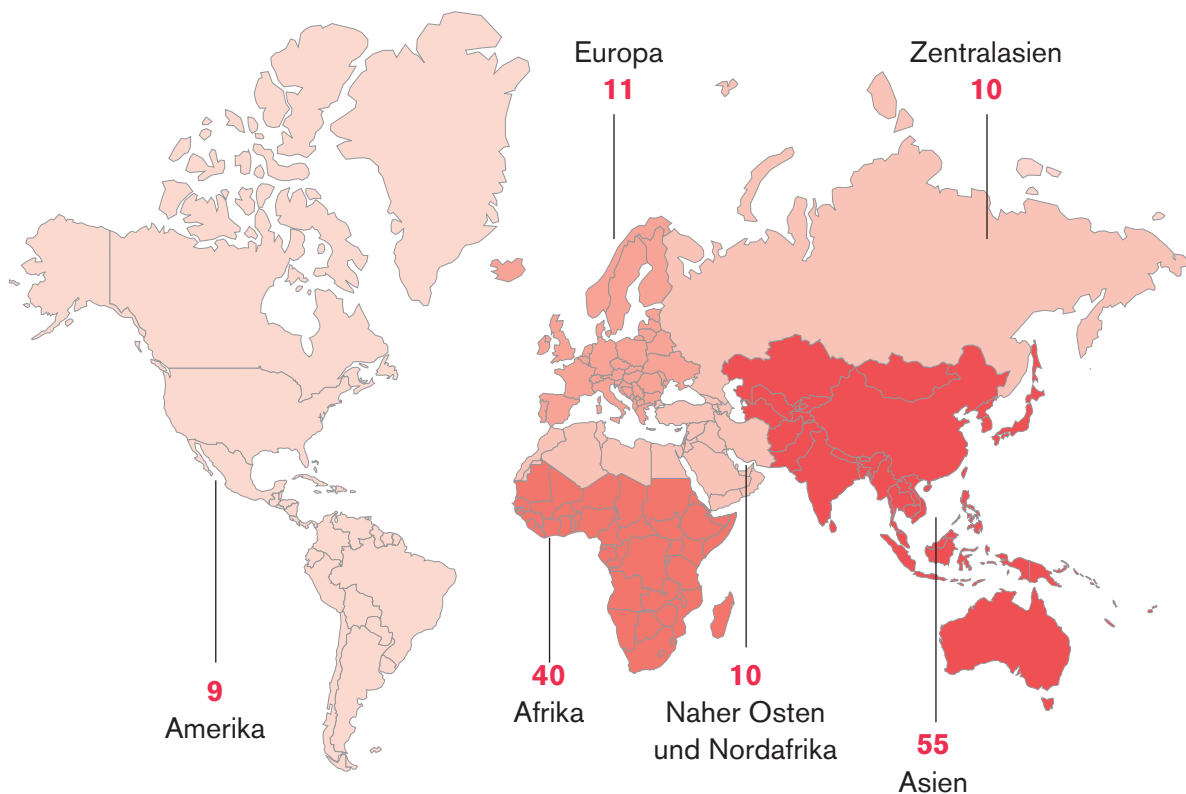 Europa
11
Zentralasien
10
9
Amerika
40
Afrika
10
Naher Osten
und Nordafrika
55
Asien